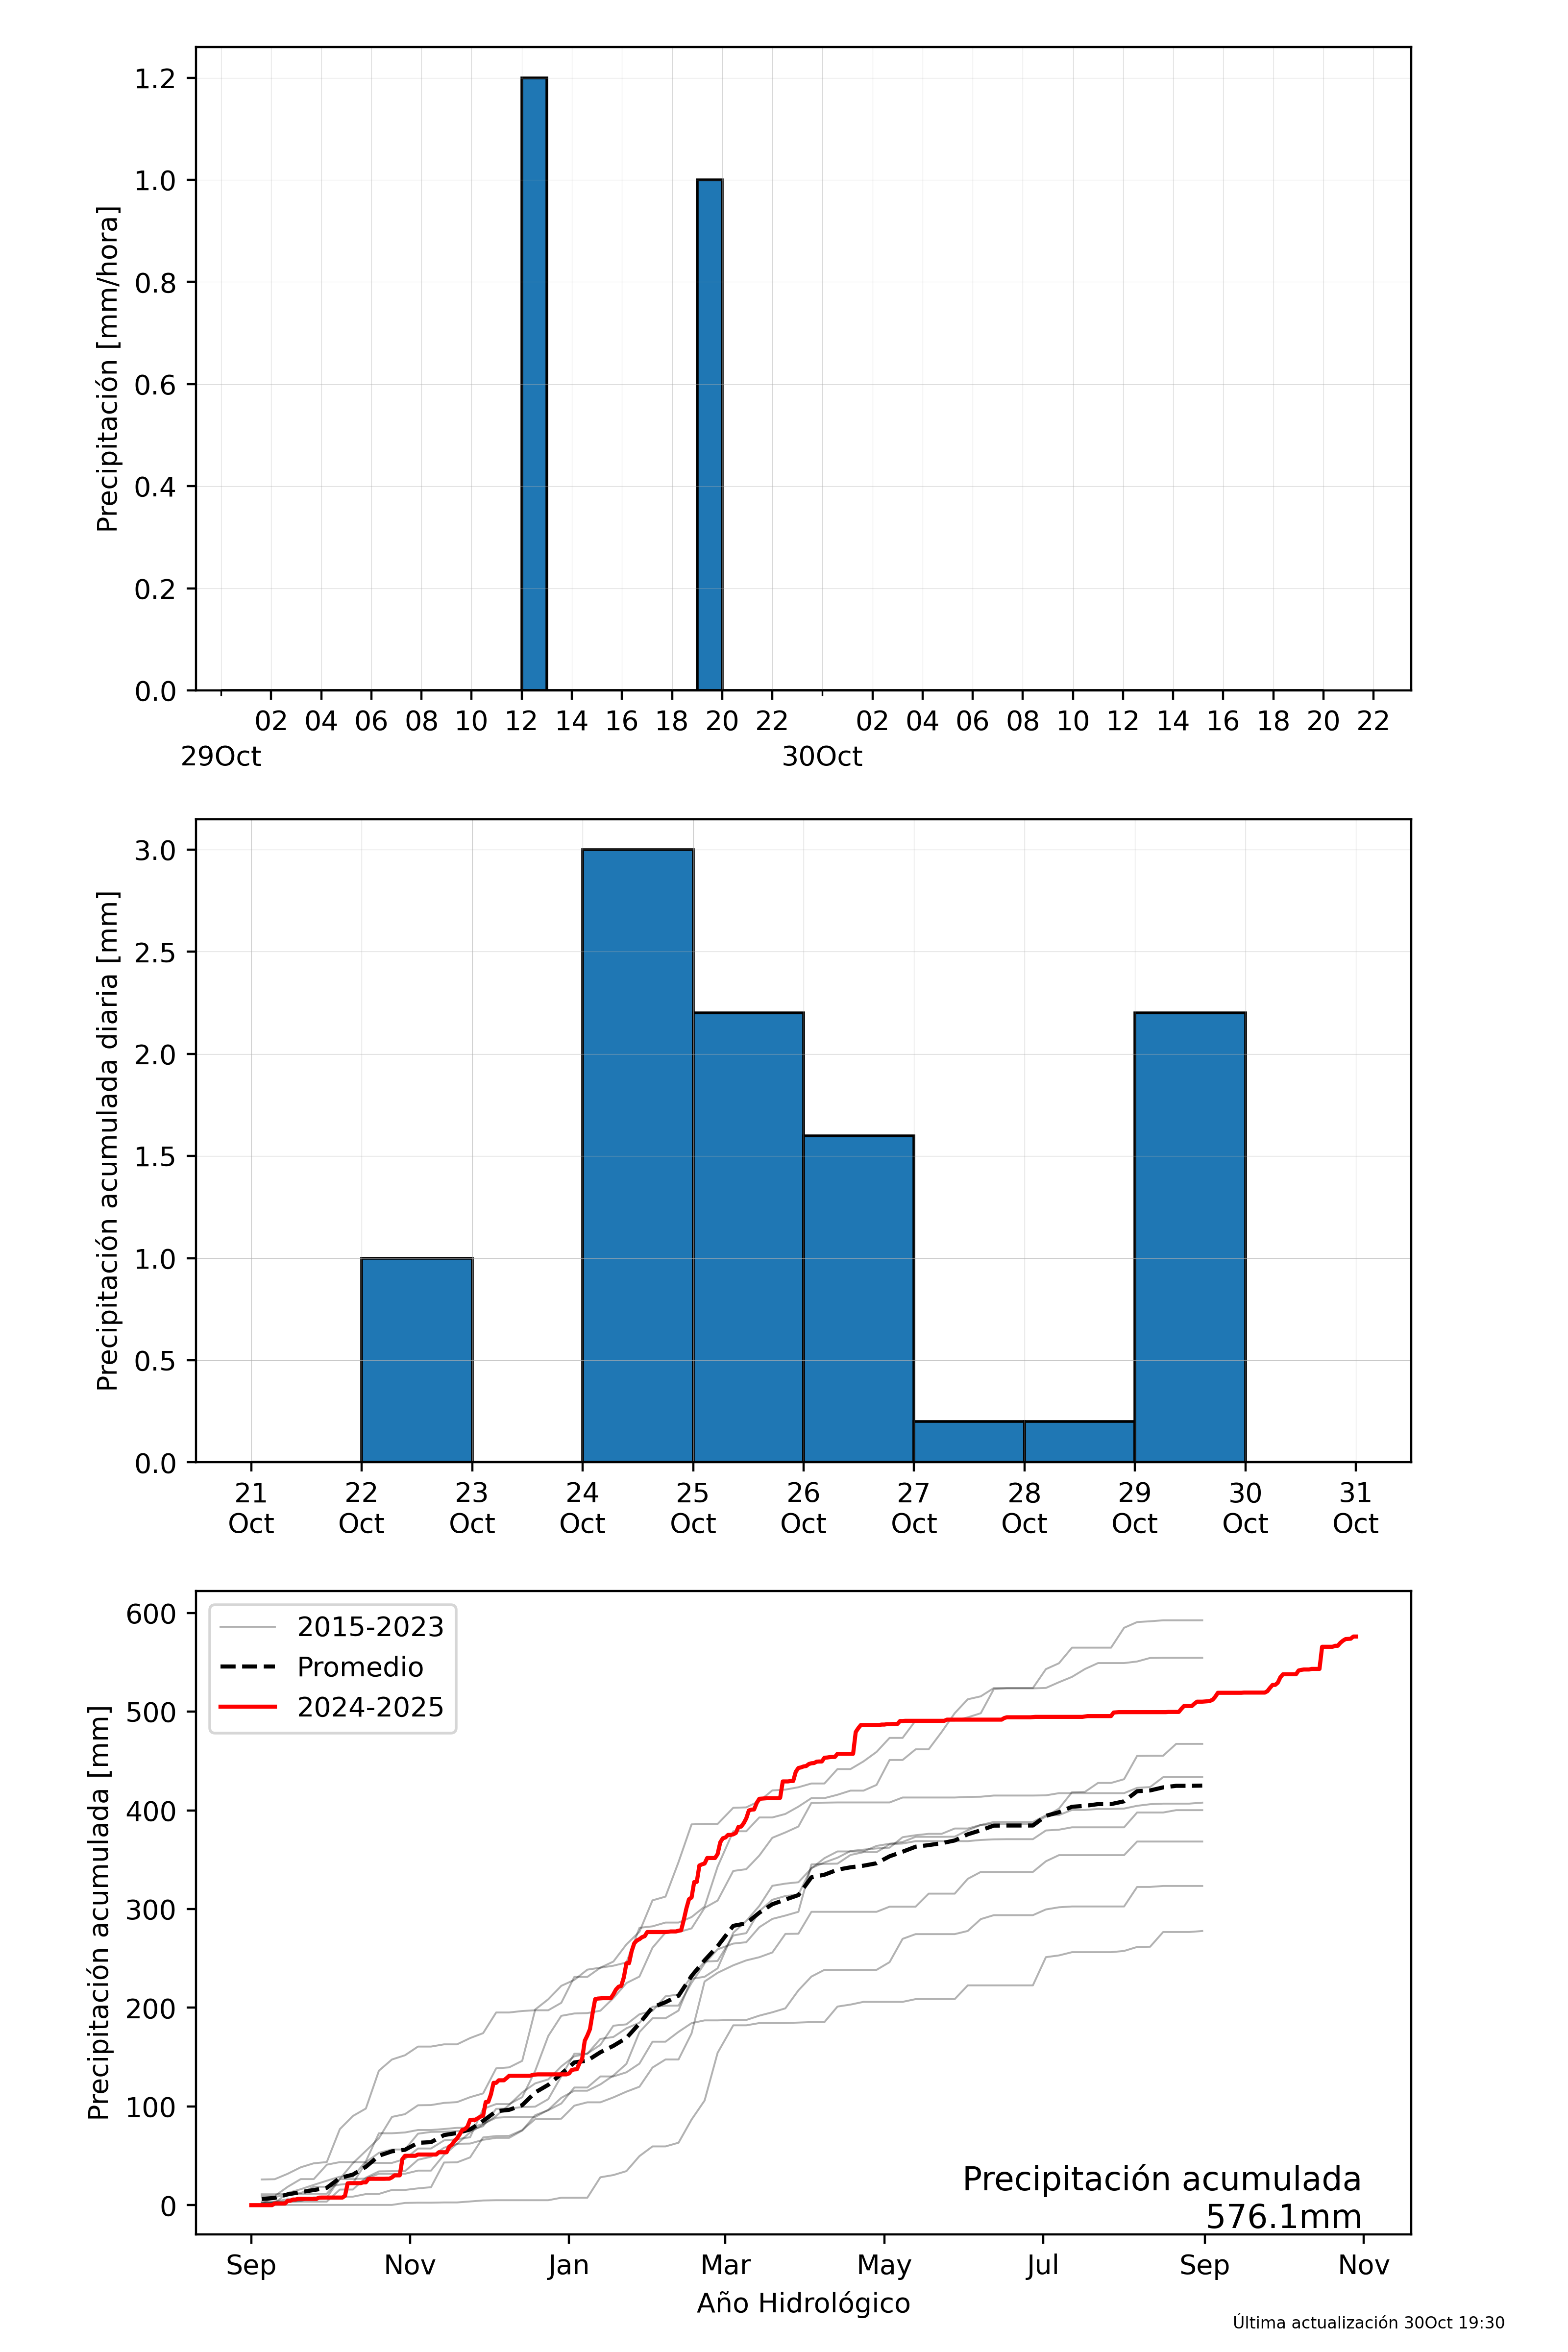 Precipitación [mm/hora]
1.2
1.0
0.8
0.6
0.4
0.2
0.0
02 04 06 08 10 12 14 16 18 20 22 02 04 06 08 10 12 14 16 18 20 22
29Oct 30Oct
Precipitación acumulada diaria [mm]
3.0
2.5
2.0
1.5
1.0
0.5
0.0
21 22 23 24 25 26 27 28 29 30 31
Oct Oct Oct Oct Oct Oct Oct Oct Oct Oct Oct
Precipitación acumulada [mm]
600
500
400
300
200
100
0
2015-2023
Promedio
2024-2025
Precipitación acumulada
576.1mm
Sep Nov Jan Mar May Jul Sep Nov
Año Hidrológico
Última actualización 30Oct 19:30